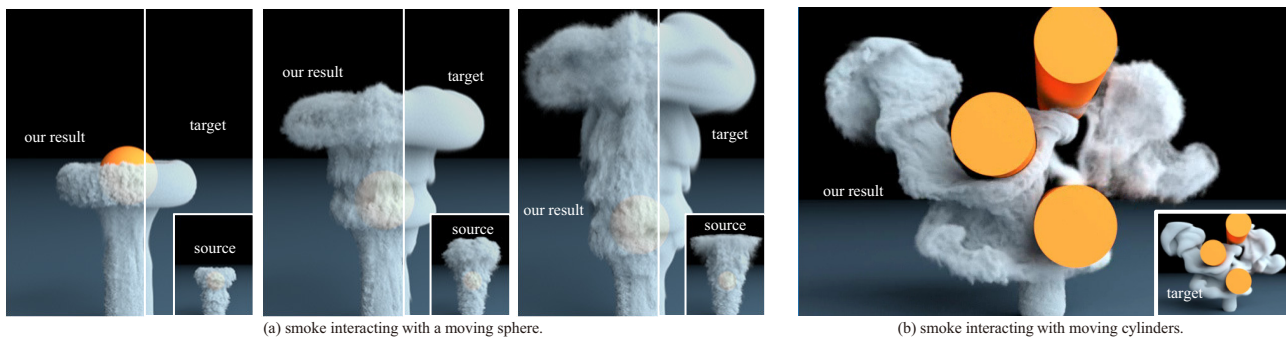 our result
target
source
our result
target
source
our result
target
source
(a) smoke interacting with a moving sphere.
our result
target
(b) smoke interacting with moving cylinders.